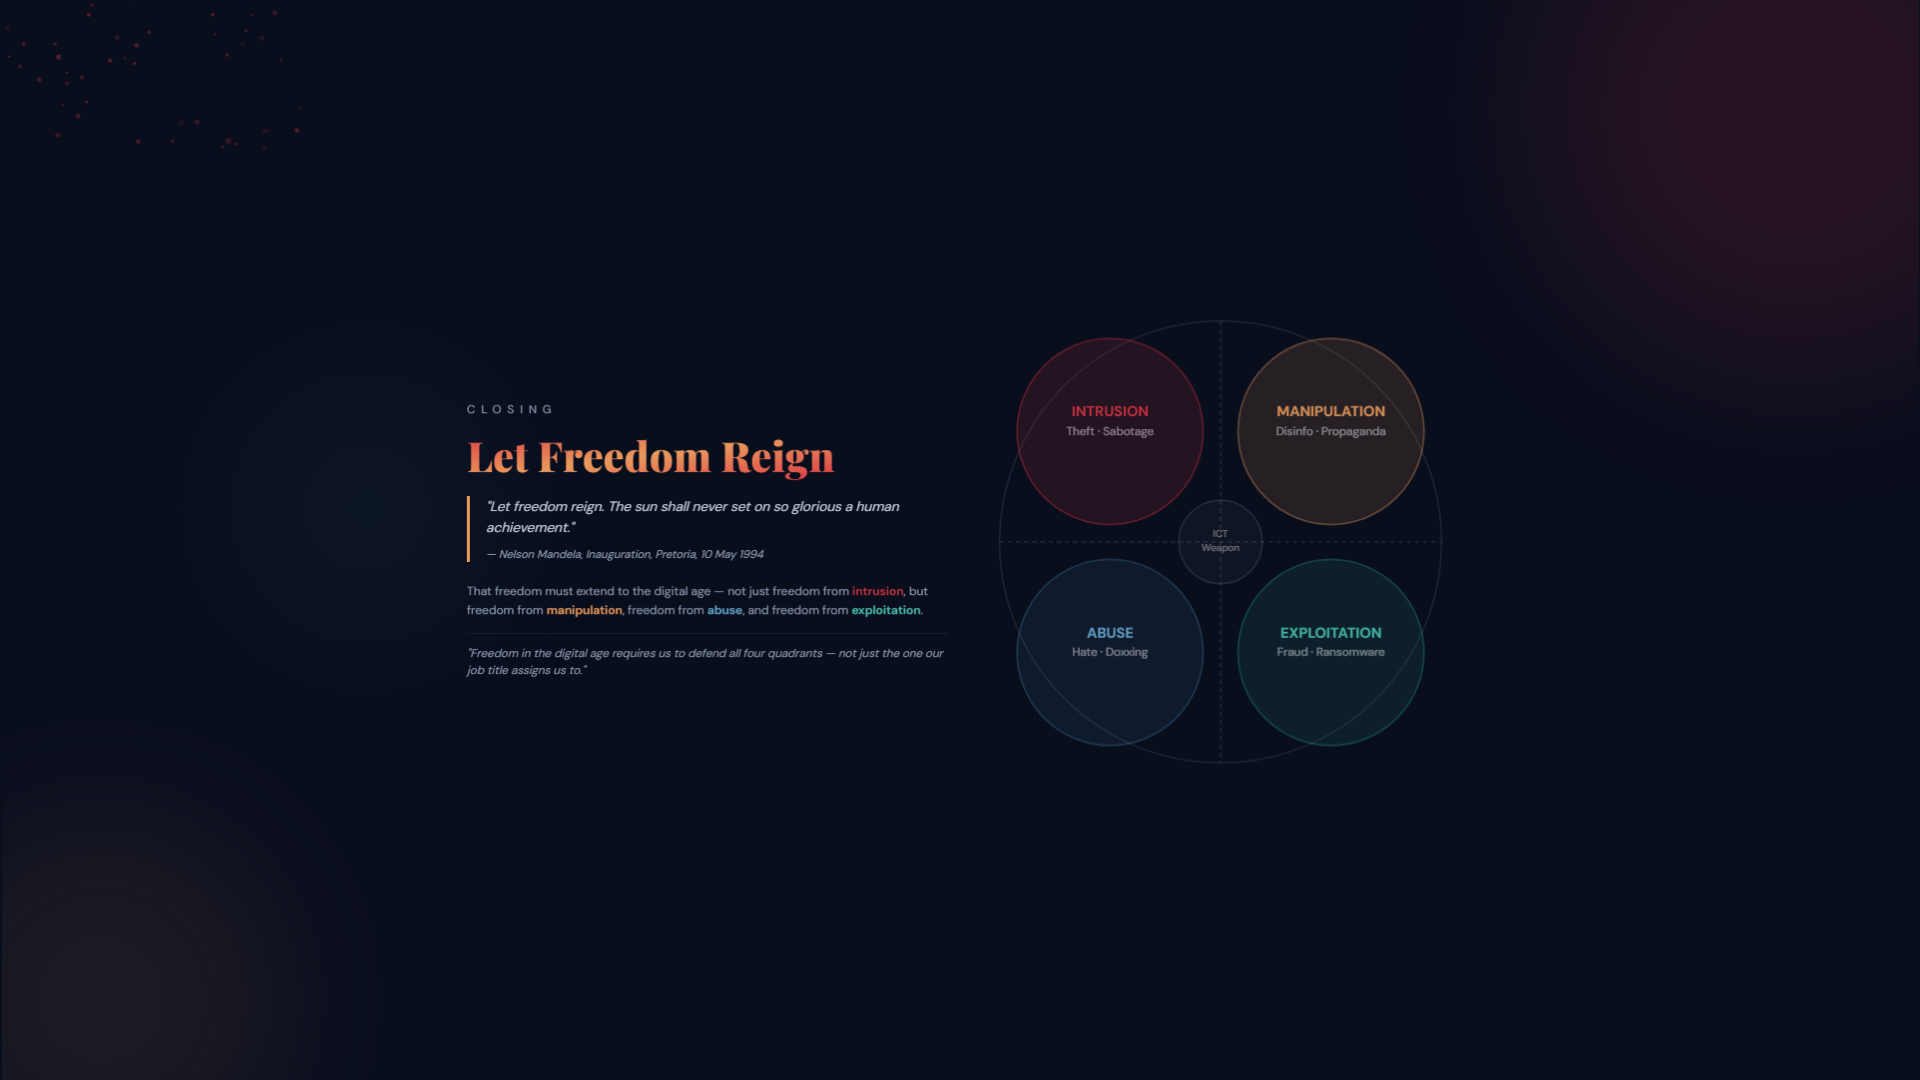 CLOSING
Let Freedom Reign
"Let freedom reign. The sun shall never set on so glorious a human
achievement."
— Nelson Mandela, Inauguration, Pretoria, 10 May 1994
That freedom must extend to the digital age — not just freedom from intrusion, but
freedom from manipulation, freedom from abuse, and freedom from exploitation.
"Freedom in the digital age requires us to defend all four quadrants — not just the one our
job title assigns us to."
INTRUSION
Theft · Sabotage
MANIPULATION
Disinfo · Propaganda
ICT
Weapon
ABUSE
Hate · Doxxing
EXPLOITATION
Fraud · Ransomware